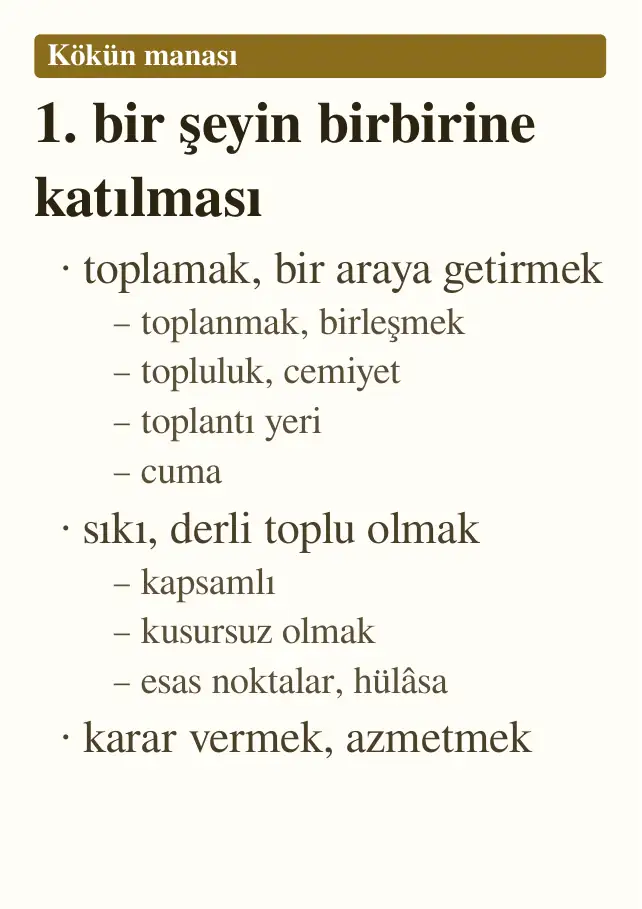 Kökün manası
1. bir şeyin birbirine
katılması
· toplamak, bir araya getirmek
– toplanmak, birleşmek
– topluluk, cemiyet
– toplantı yeri
– cuma
· sıkı, derli toplu olmak
– kapsamlı
– kusursuz olmak
– esas noktalar, hülâsa
· karar vermek, azmetmek